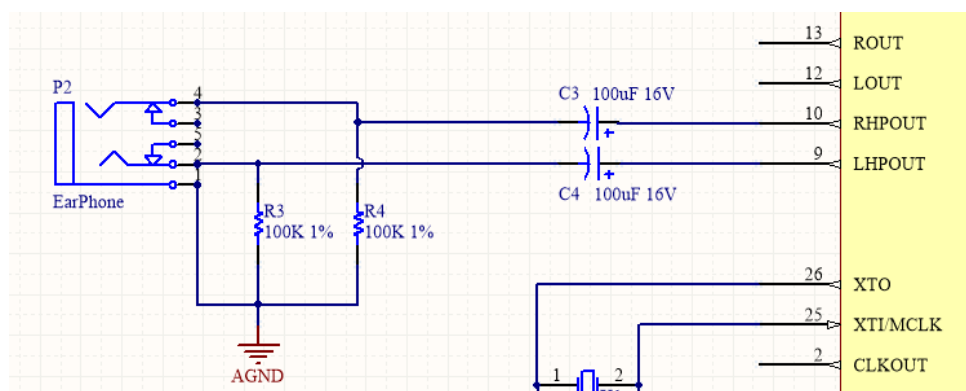 13 ROUT
12 LOUT
P2
4
3
5
2
C3 100uF 16V
10 RHPOUT
9 LHPOUT
C4 100uF 16V
EarPhone
R3
100K 1%
R4
100K 1%
AGND
26 XTO
25 XTI/MCLK
2 CLKOUT
1 2